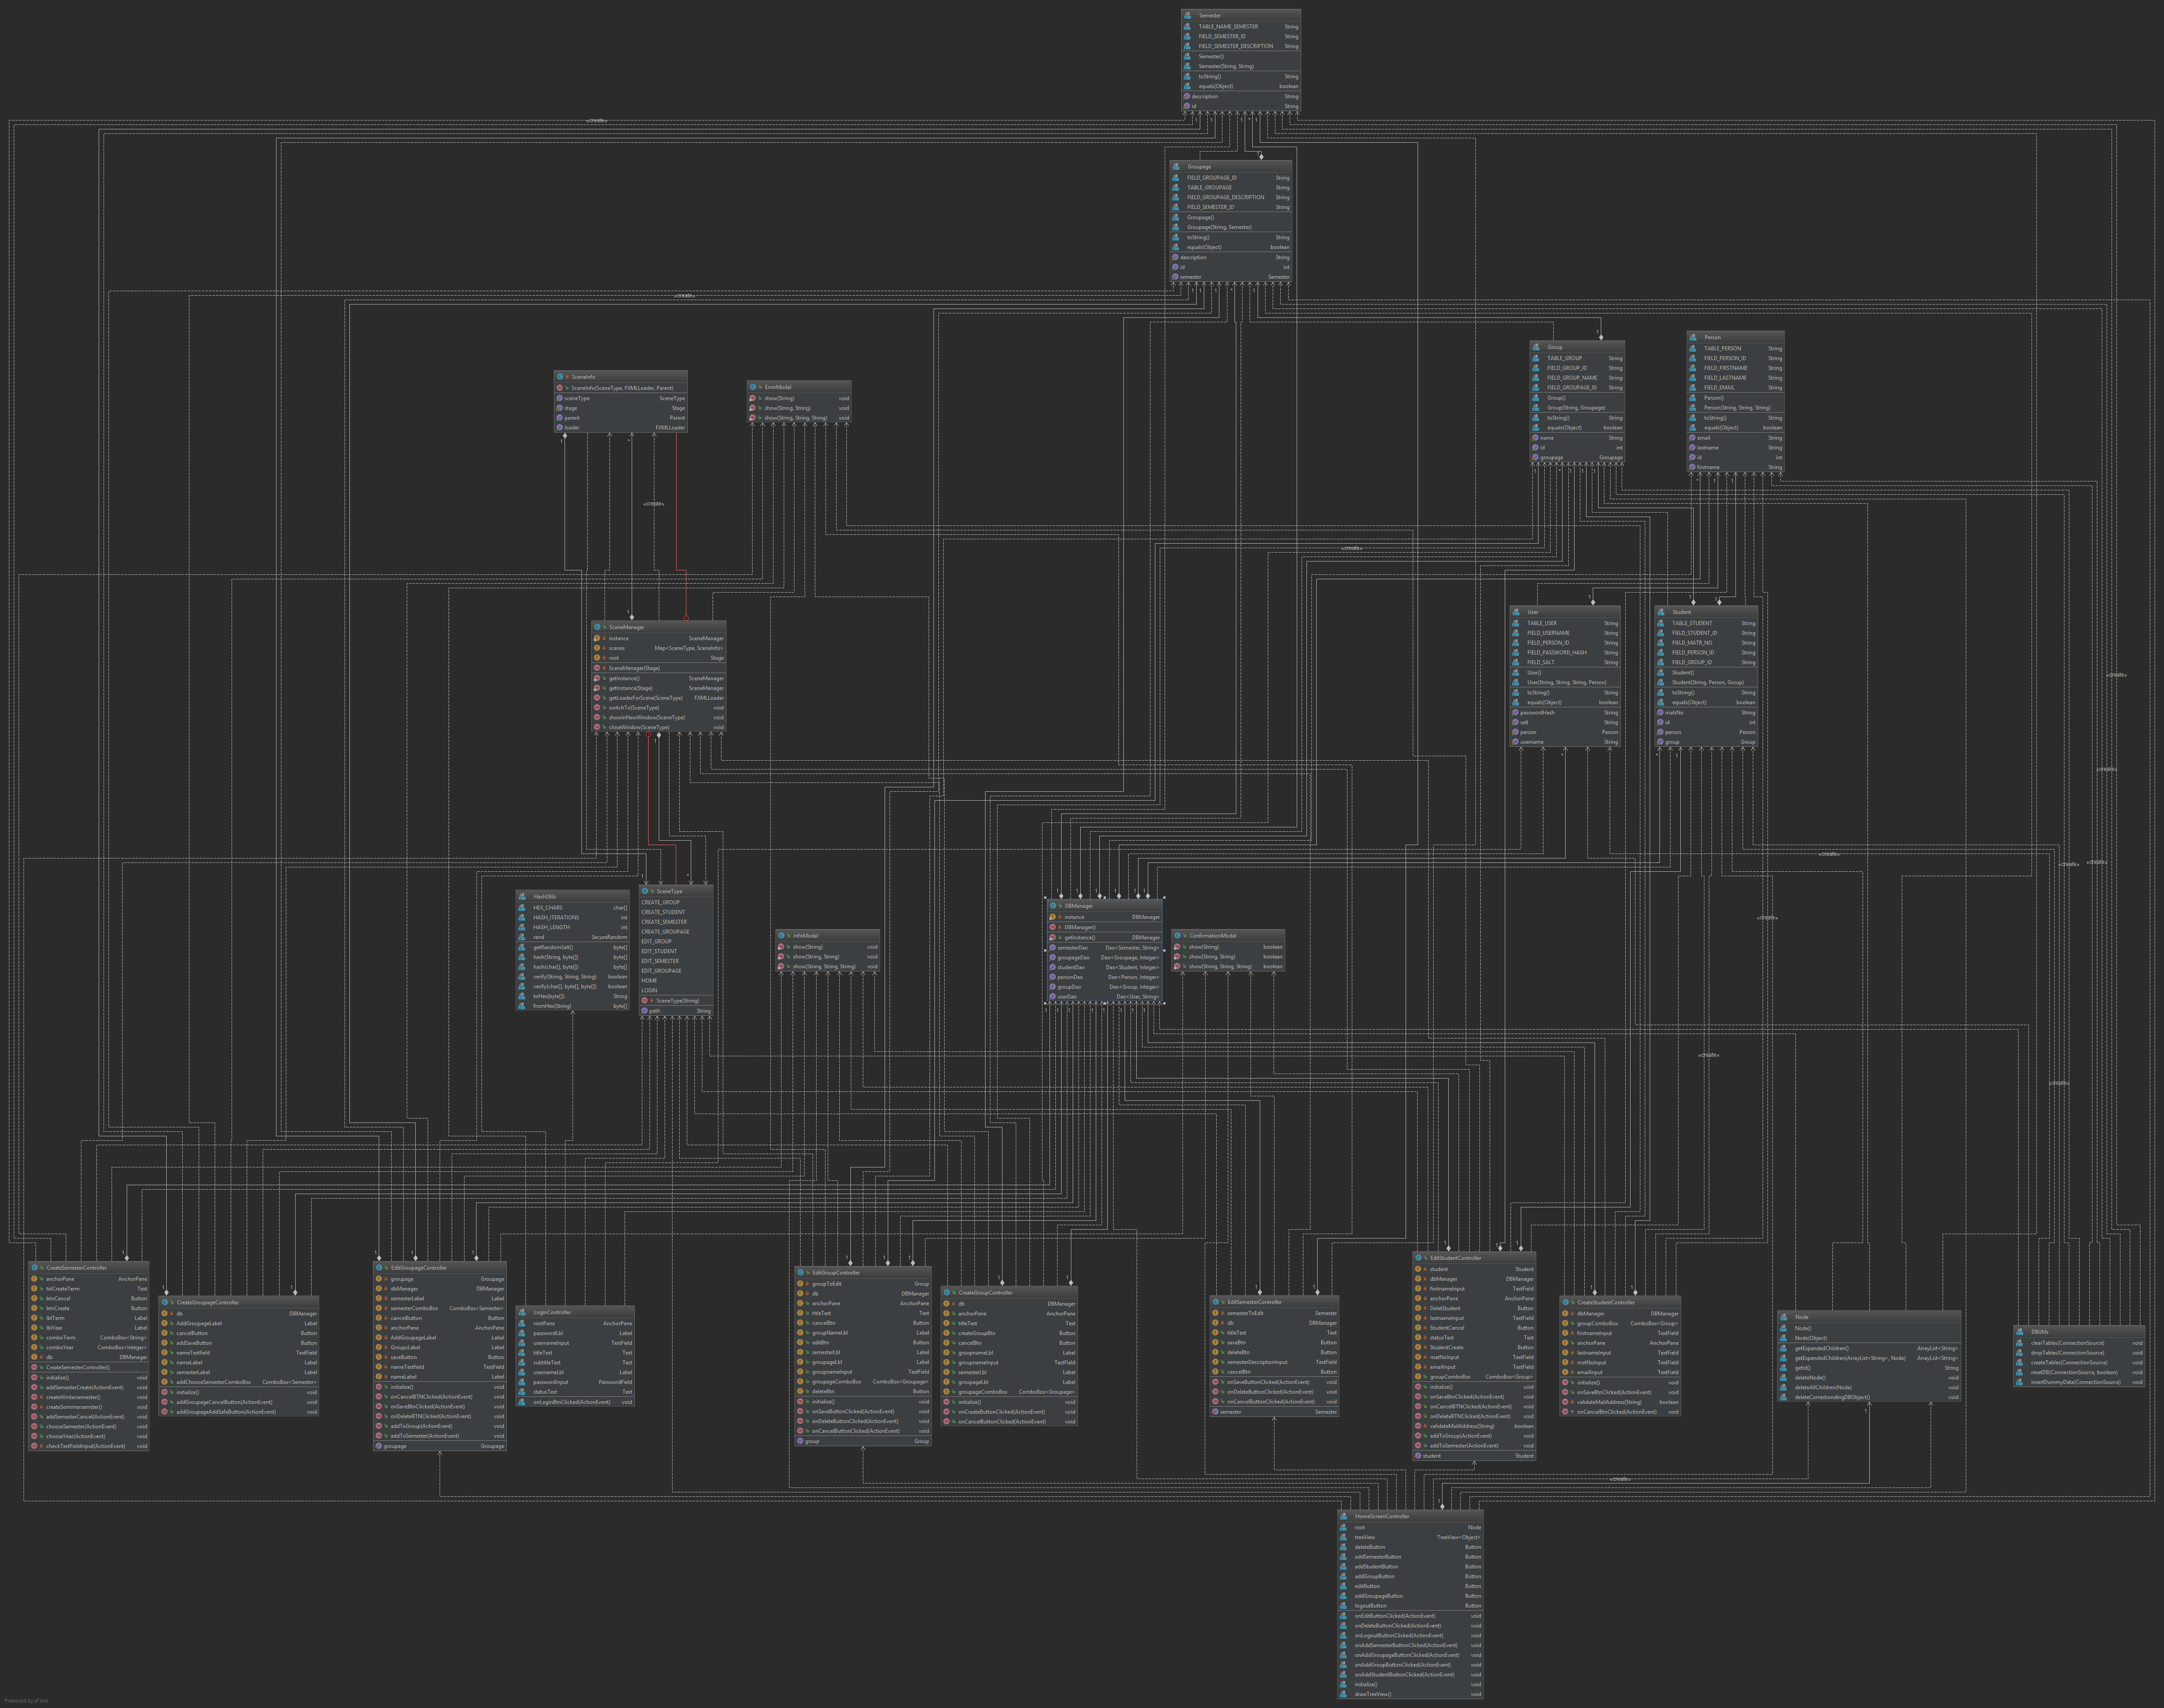 Semester
TABLE_NAME_SEMESTER String
FIELD_SEMESTER_ID String
FIELD_SEMESTER_DESCRIPTION String
Semester()
Semester(String, String)
toString() String
equals(Object) boolean
description String
id String
«create»
Groupage
FIELD_GROUPAGE_ID String
TABLE_GROUPAGE String
FIELD_GROUPAGE_DESCRIPTION String
FIELD_SEMESTER_ID String
Groupage()
Groupage(String, Semester)
toString() String
equals(Object) boolean
description String
id int
semester Semester
«create»
Group
TABLE_GROUP String
FIELD_GROUP_ID String
FIELD_GROUP_NAME String
FIELD_GROUPAGE_ID String
Group()
Group(String, Groupage)
toString() String
equals(Object) boolean
name String
id int
groupage Groupage
Person
TABLE_PERSON String
FIELD_PERSON_ID String
FIELD_FIRSTNAME String
FIELD_LASTNAME String
FIELD_EMAIL String
Person()
Person(String, String, String)
toString() String
equals(Object) boolean
email String
lastname String
id int
firstname String
SceneInfo
SceneInfo(SceneType, FXMLLoader, Parent)
sceneType SceneType
stage Stage
parent Parent
loader FXMLLoader
ErrorModal
show(String) void
show(String, String) void
show(String, String, String) void
«create»
«create»
SceneManager
instance SceneManager
scenes Map<SceneType, SceneInfo>
root Stage
SceneManager(Stage)
getInstance() SceneManager
getInstance(Stage) SceneManager
getLoaderForScene(SceneType) FXMLLoader
switchTo(SceneType) void
showInNewWindow(SceneType) void
closeWindow(SceneType) void
User
TABLE_USER String
FIELD_USERNAME String
FIELD_PERSON_ID String
FIELD_PASSWORD_HASH String
FIELD_SALT String
User()
User(String, String, String, Person)
toString() String
equals(Object) boolean
passwordHash String
salt String
person Person
username String
Student
TABLE_STUDENT String
FIELD_STUDENT_ID String
FIELD_MATR_NO String
FIELD_PERSON_ID String
FIELD_GROUP_ID String
Student()
Student(String, Person, Group)
toString() String
equals(Object) boolean
matrNo String
id int
person Person
group Group
«create»
«create»
«create»
«create»
«create»
«create»
«create»
«create»
HashUtils
HEX_CHARS char[]
HASH_ITERATIONS int
HASH_LENGTH int
rand SecureRandom
getRandomSalt() byte[]
hash(String, byte[]) byte[]
hash(char[], byte[]) byte[]
verify(String, String, String) boolean
verify(char[], byte[], byte[]) boolean
toHex(byte[]) String
fromHex(String) byte[]
SceneType
CREATE_GROUP
CREATE_STUDENT
CREATE_SEMESTER
CREATE_GROUPAGE
EDIT_GROUP
EDIT_STUDENT
EDIT_SEMESTER
EDIT_GROUPAGE
HOME
LOGIN
SceneType(String)
path String
InfoModal
show(String) void
show(String, String) void
show(String, String, String) void
DBManager
instance DBManager
DBManager()
getInstance() DBManager
semesterDao Dao<Semester, String>
groupageDao Dao<Groupage, Integer>
studentDao Dao<Student, Integer>
personDao Dao<Person, Integer>
groupDao Dao<Group, Integer>
userDao Dao<User, String>
ConfirmationModal
show(String) boolean
show(String, String) boolean
show(String, String, String) boolean
CreateSemesterController
anchorPane AnchorPane
txtCreateTerm Text
btnCancel Button
btnCreate Button
lblTerm Label
lblYear Label
comboTerm ComboBox<String>
comboYear ComboBox<Integer>
db DBManager
CreateSemesterController()
initialize() void
addSemesterCreate(ActionEvent) void
createWintersemester() void
createSommersemster() void
addSemesterCancel(ActionEvent) void
chooseSemester(ActionEvent) void
chooseYear(ActionEvent) void
checkTextFieldInput(ActionEvent) void
CreateGroupageController
db DBManager
AddGroupageLabel Label
cancelButton Button
addSaveButton Button
nameTextField TextField
nameLabel Label
semesterLabel Label
addChooseSemesterComboBox ComboBox<Semester>
initialize() void
addGroupageCancelButton(ActionEvent) void
addGroupageAddSafeButton(ActionEvent) void
EditGroupageController
groupage Groupage
dbManager DBManager
semesterLabel Label
semesterComboBox ComboBox<Semester>
cancelButton Button
anchorPane AnchorPane
AddGroupageLabel Label
GroupsLabel Label
saveButton Button
nameTextField TextField
nameLabel Label
initialize() void
onCancelBTNClicked(ActionEvent) void
onSaveBtnClicked(ActionEvent) void
onDeleteBTNClicked(ActionEvent) void
addToGroup(ActionEvent) void
addToSemester(ActionEvent) void
groupage Groupage
LoginController
rootPane AnchorPane
passwordLbl Label
usernameInput TextField
titleText Text
subtitleText Text
usernameLbl Label
passwordInput PasswordField
statusText Text
onLoginBtnClicked(ActionEvent) void
EditGroupController
groupToEdit Group
db DBManager
anchorPane AnchorPane
titleText Text
cancelBtn Button
groupNameLbl Label
editBtn Button
semesterLbl Label
groupageLbl Label
groupnameInput TextField
groupageComboBox ComboBox<Groupage>
deleteBtn Button
initialize() void
onSaveButtonClicked(ActionEvent) void
onDeleteButtonClicked(ActionEvent) void
onCancelButtonClicked(ActionEvent) void
group Group
CreateGroupController
db DBManager
anchorPane AnchorPane
titleText Text
createGroupBtn Button
cancelBtn Button
groupnameLbl Label
groupnameInput TextField
semesterLbl Label
groupageLbl Label
groupageComboBox ComboBox<Groupage>
initialize() void
onCreateButtonClicked(ActionEvent) void
onCancelButtonClicked(ActionEvent) void
EditSemesterController
semesterToEdit Semester
db DBManager
titleText Text
saveBtn Button
deleteBtn Button
semesterDescriptionInput TextField
cancelBtn Button
onSaveButtonClicked(ActionEvent) void
onDeleteButtonClicked(ActionEvent) void
onCancelButtonClicked(ActionEvent) void
semester Semester
EditStudentController
student Student
dbManager DBManager
firstnameInput TextField
anchorPane AnchorPane
DeletStudent Button
lastnameInput TextField
StudentCancel Button
statusText Text
StudentCreate Button
matNoInput TextField
emailInput TextField
groupComboBox ComboBox<Group>
initialize() void
onSaveBtnClicked(ActionEvent) void
onCancelBTNClicked(ActionEvent) void
onDeleteBTNClicked(ActionEvent) void
validateMailAddress(String) boolean
addToGroup(ActionEvent) void
addToSemester(ActionEvent) void
student Student
CreateStudentController
dbManager DBManager
groupComboBox ComboBox<Group>
firstnameInput TextField
anchorPane AnchorPane
lastnameInput TextField
matNoInput TextField
emailInput TextField
initialize() void
onSaveBtnClicked(ActionEvent) void
validateMailAddress(String) boolean
onCancelBtnClicked(ActionEvent) void
Node
Node()
Node(Object)
getExpandedChildren() ArrayList<String>
getExpandedChildren(ArrayList<String>, Node) ArrayList<String>
getId() String
deleteNode() void
deleteAllChildren(Node) void
deleteCorresbondingDBObject() void
DBUtils
clearTables(ConnectionSource) void
dropTables(ConnectionSource) void
createTables(ConnectionSource) void
resetDB(ConnectionSource, boolean) void
insertDummyData(ConnectionSource) void
«create»
HomeScreenController
root Node
treeView TreeView<Object>
deleteButton Button
addSemesterButton Button
addStudentButton Button
addGroupButton Button
editButton Button
addGroupageButton Button
logoutButton Button
onEditButtonClicked(ActionEvent) void
onDeleteButtonClicked(ActionEvent) void
onLogoutButtonClicked(ActionEvent) void
onAddSemesterButtonClicked(ActionEvent) void
onAddGroupageButtonClicked(ActionEvent) void
onAddGroupButtonClicked(ActionEvent) void
onAddStudentButtonClicked(ActionEvent) void
initialize() void
drawTreeView() void
Powered by yFiles